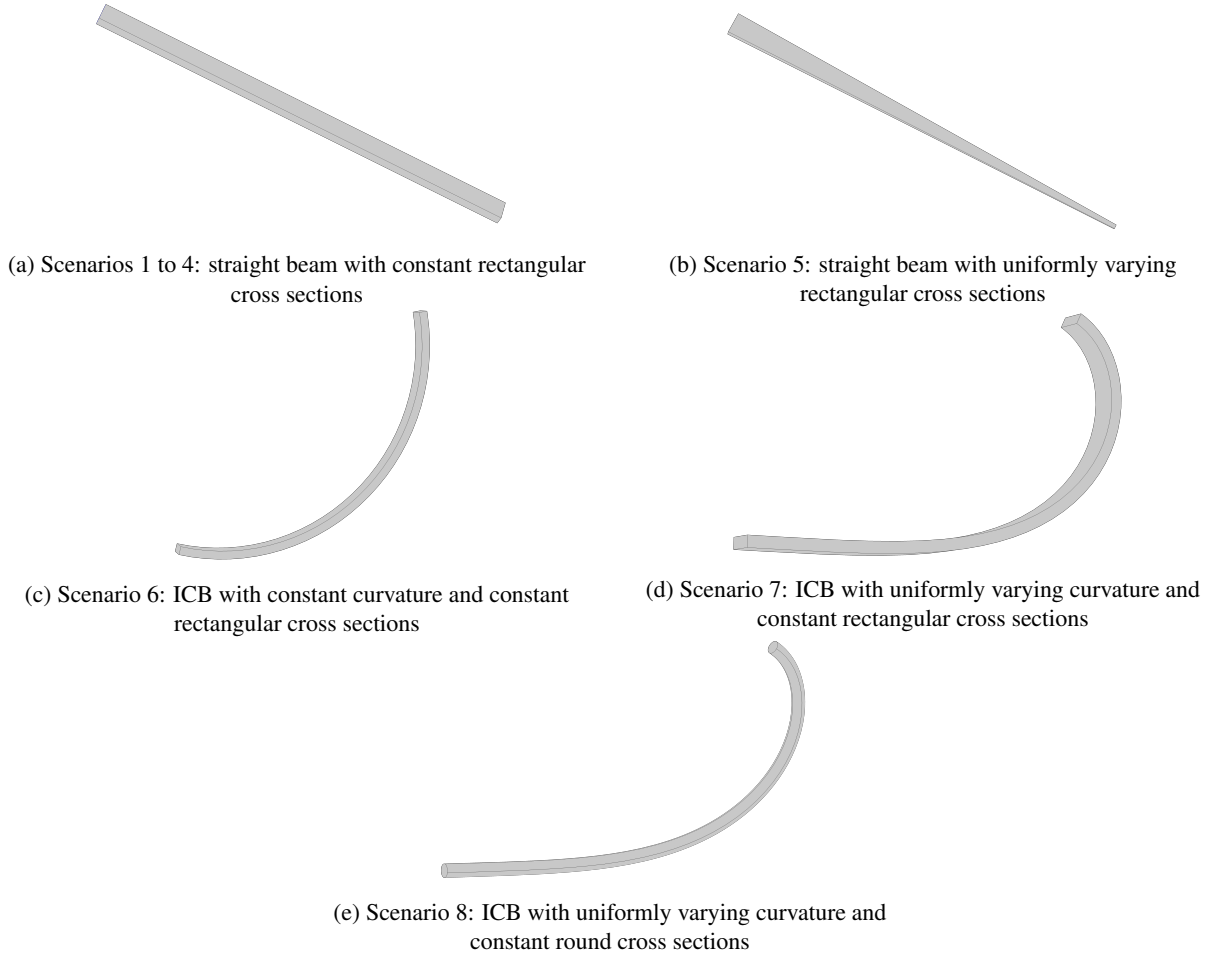 (a) Scenarios 1 to 4: straight beam with constant rectangular
cross sections
(b) Scenario 5: straight beam with uniformly varying
rectangular cross sections
(c) Scenario 6: ICB with constant curvature and constant
rectangular cross sections
(d) Scenario 7: ICB with uniformly varying curvature and
constant rectangular cross sections
(e) Scenario 8: ICB with uniformly varying curvature and
constant round cross sections